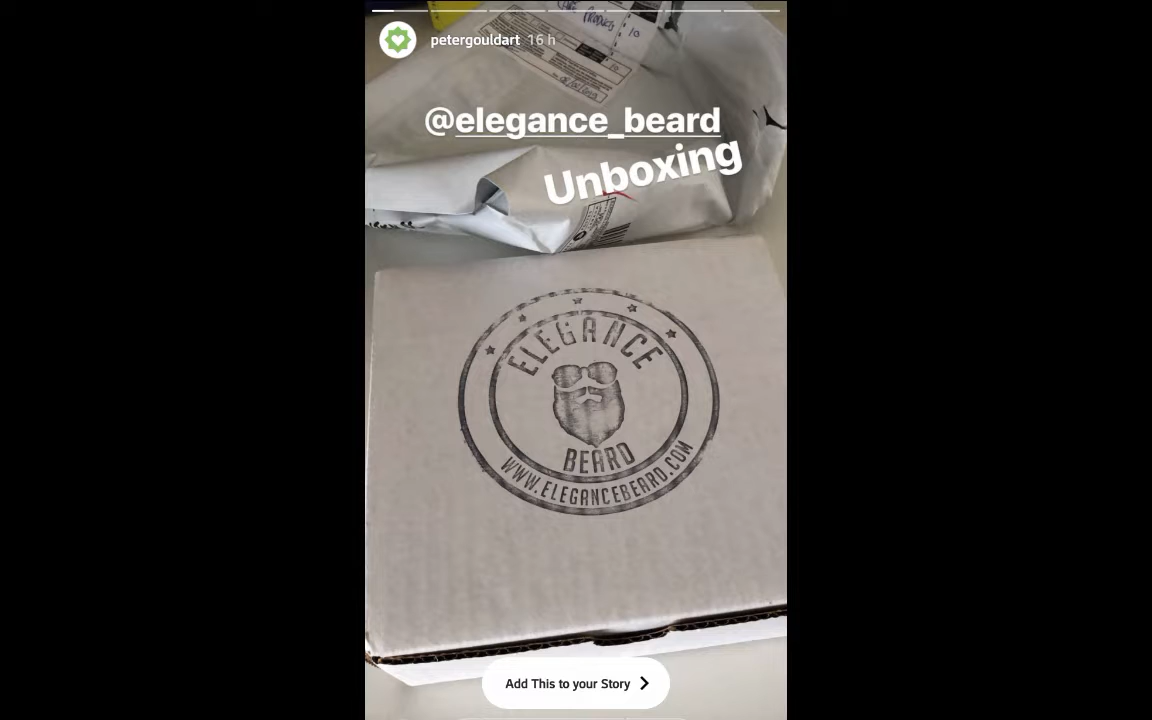 petergouldart 16 h
@elegance_beard
Unboxing
ELEGANCE
BEARD
WWW.ELEGANCEBEARD.COM
Add This to your Story